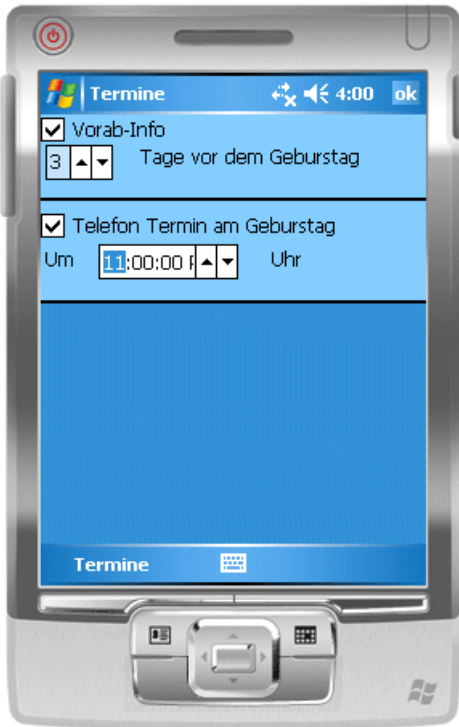 Termine 4:00 ok
Vorab-Info
3 Tage vor dem Geburstag
Telefon Termin am Geburstag
Um 11:00:00 Uhr
Termine